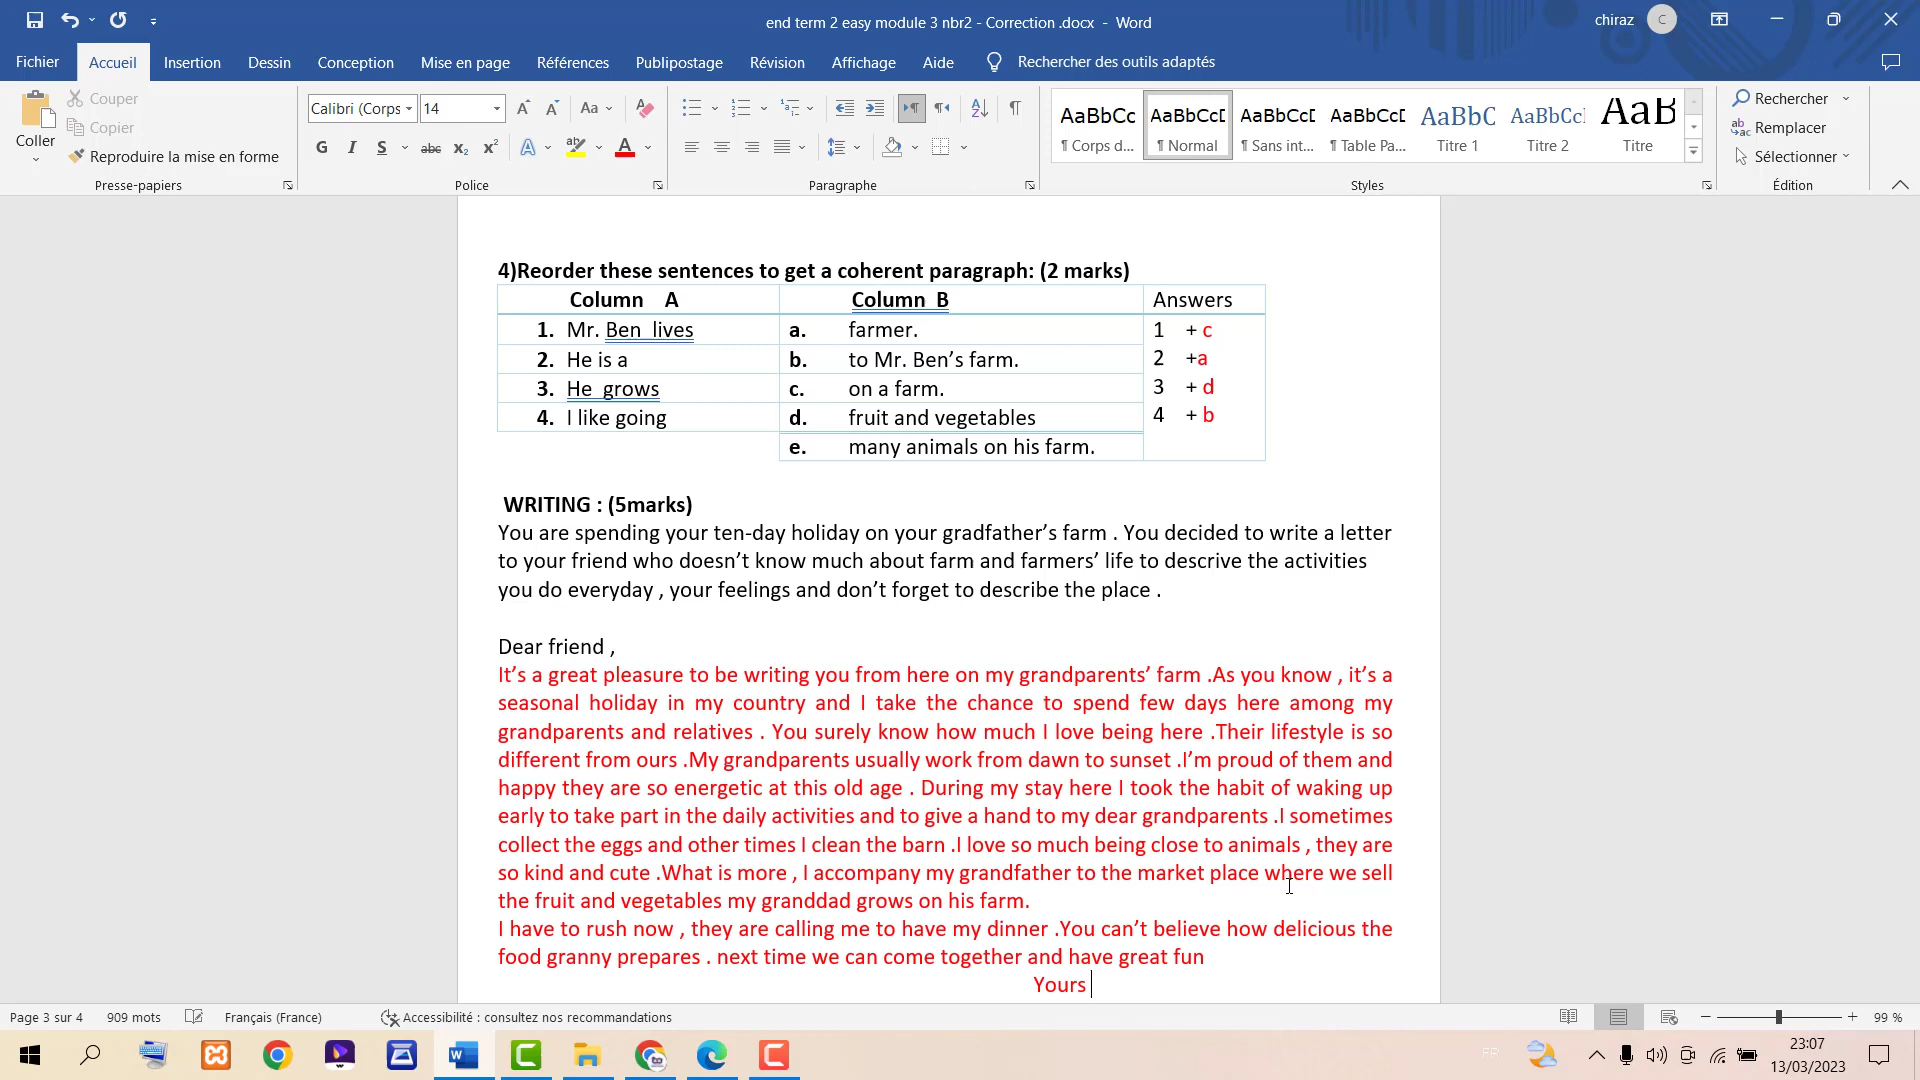 end term 2 easy module 3 nbr2 - Correction .docx - Word
chiraz
C
Fichier
Accueil
Insertion
Dessin
Conception
Mise en page
Références
Publipostage
Révision
Affichage
Aide
Rechercher des outils adaptés
Coller
Couper
Copier
Reproduire la mise en forme
Presse-papiers
Calibri (Corps
14
Aa
G I S abc x₂ x² A A
Police
Paragraphe
AaBbCc
¶ Corps d...
AaBbCcD
¶ Normal
AaBbCcD
¶ Sans int...
AaBbCcD
¶ Table Pa...
AaBbC
Titre 1
AaBbCc
Titre 2
AaB
Titre
Styles
Rechercher
Remplacer
Sélectionner
Édition
4)Reorder these sentences to get a coherent paragraph: (2 marks)
Column A Column B Answers
1. Mr. Ben lives a. farmer. 1 + c
2. He is a b. to Mr. Ben’s farm. 2 +a
3. He grows c. on a farm. 3 + d
4. I like going d. fruit and vegetables 4 + b
e. many animals on his farm.
WRITING : (5marks)
You are spending your ten-day holiday on your gradfather’s farm . You decided to write a letter
to your friend who doesn’t know much about farm and farmers’ life to descrive the activities
you do everyday , your feelings and don’t forget to describe the place .
Dear friend ,
It’s a great pleasure to be writing you from here on my grandparents’ farm .As you know , it’s a
seasonal holiday in my country and I take the chance to spend few days here among my
grandparents and relatives . You surely know how much I love being here .Their lifestyle is so
different from ours .My grandparents usually work from dawn to sunset .I’m proud of them and
happy they are so energetic at this old age . During my stay here I took the habit of waking up
early to take part in the daily activities and to give a hand to my dear grandparents .I sometimes
collect the eggs and other times I clean the barn .I love so much being close to animals , they are
so kind and cute .What is more , I accompany my grandfather to the market place where we sell
the fruit and vegetables my granddad grows on his farm.
I have to rush now , they are calling me to have my dinner .You can’t believe how delicious the
food granny prepares . next time we can come together and have great fun
Yours
Page 3 sur 4
909 mots
Français (France)
Accessibilité : consultez nos recommandations
99 %
FR
23:07
13/03/2023